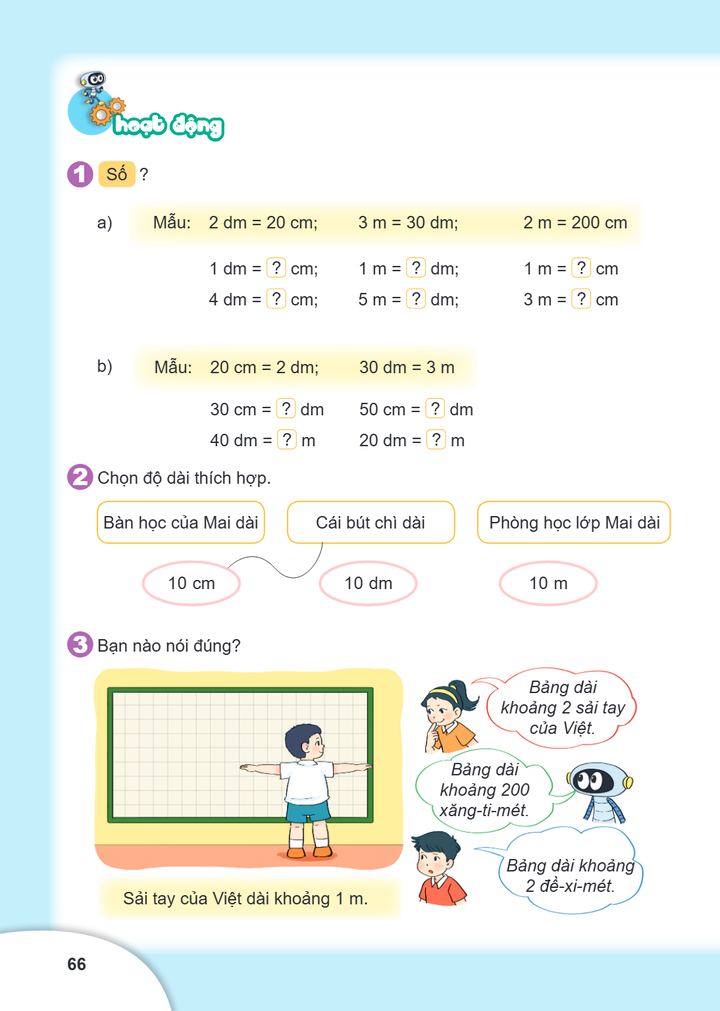 hoạt động
1 Số ?
a) Mẫu: 2 dm = 20 cm; 3 m = 30 dm; 2 m = 200 cm
1 dm = ? cm; 1 m = ? dm; 1 m = ? cm
4 dm = ? cm; 5 m = ? dm; 3 m = ? cm
b) Mẫu: 20 cm = 2 dm; 30 dm = 3 m
30 cm = ? dm 50 cm = ? dm
40 dm = ? m 20 dm = ? m
2 Chọn độ dài thích hợp.
Bàn học của Mai dài Cái bút chì dài Phòng học lớp Mai dài
10 cm 10 dm 10 m
3 Bạn nào nói đúng?
Bảng dài
khoảng 2 sải tay
của Việt.
Bảng dài
khoảng 200
xăng-ti-mét.
Bảng dài khoảng
2 đề-xi-mét.
Sải tay của Việt dài khoảng 1 m.
66